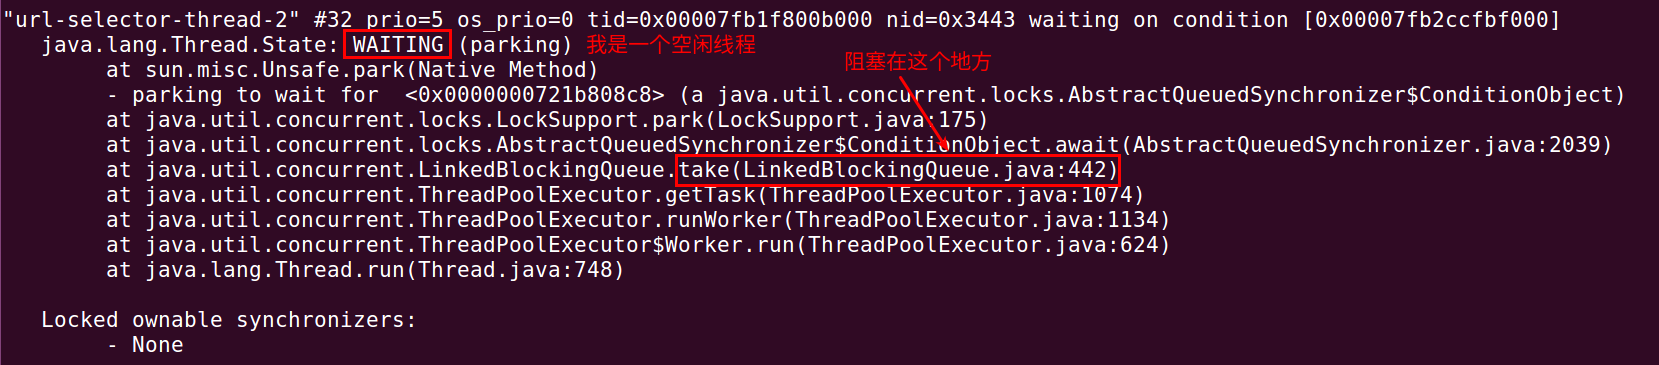 "url-selector-thread-2" #32 prio=5 os_prio=0 tid=0x00007fb1f800b000 nid=0x3443 waiting on condition [0x00007fb2ccfbf000]
java.lang.Thread.State: WAITING (parking) 我是一个空闲线程
阻塞在这个地方
at sun.misc.Unsafe.park(Native Method)
- parking to wait for  <0x0000000721b808c8> (a java.util.concurrent.locks.AbstractQueuedSynchronizer$ConditionObject)
at java.util.concurrent.locks.LockSupport.park(LockSupport.java:175)
at java.util.concurrent.locks.AbstractQueuedSynchronizer$ConditionObject.await(AbstractQueuedSynchronizer.java:2039)
at java.util.concurrent.LinkedBlockingQueue.take(LinkedBlockingQueue.java:442)
at java.util.concurrent.ThreadPoolExecutor.getTask(ThreadPoolExecutor.java:1074)
at java.util.concurrent.ThreadPoolExecutor.runWorker(ThreadPoolExecutor.java:1134)
at java.util.concurrent.ThreadPoolExecutor$Worker.run(ThreadPoolExecutor.java:624)
at java.lang.Thread.run(Thread.java:748)
Locked ownable synchronizers:
- None